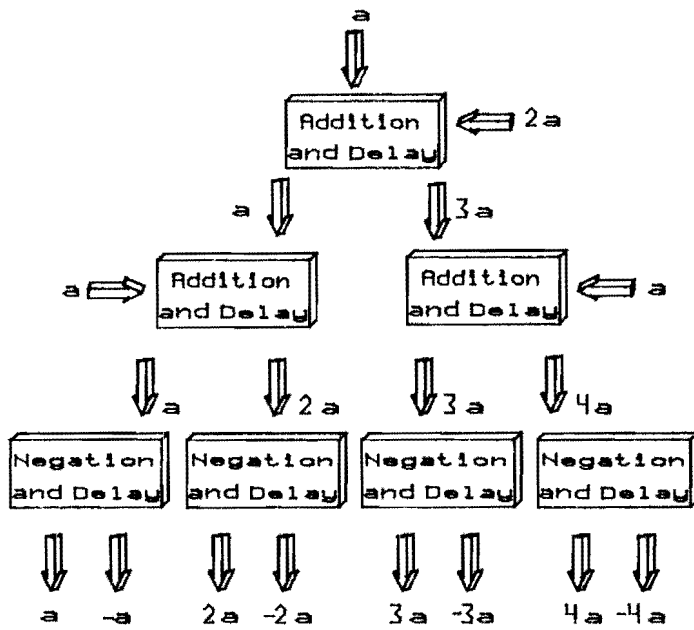 a
Addition
and Delay
2a
a
3a
a
Addition
and Delay
Addition
and Delay
a
a
2a
3a
4a
Negation
and Delay
Negation
and Delay
Negation
and Delay
Negation
and Delay
a
-a
2a
-2a
3a
-3a
4a
-4a